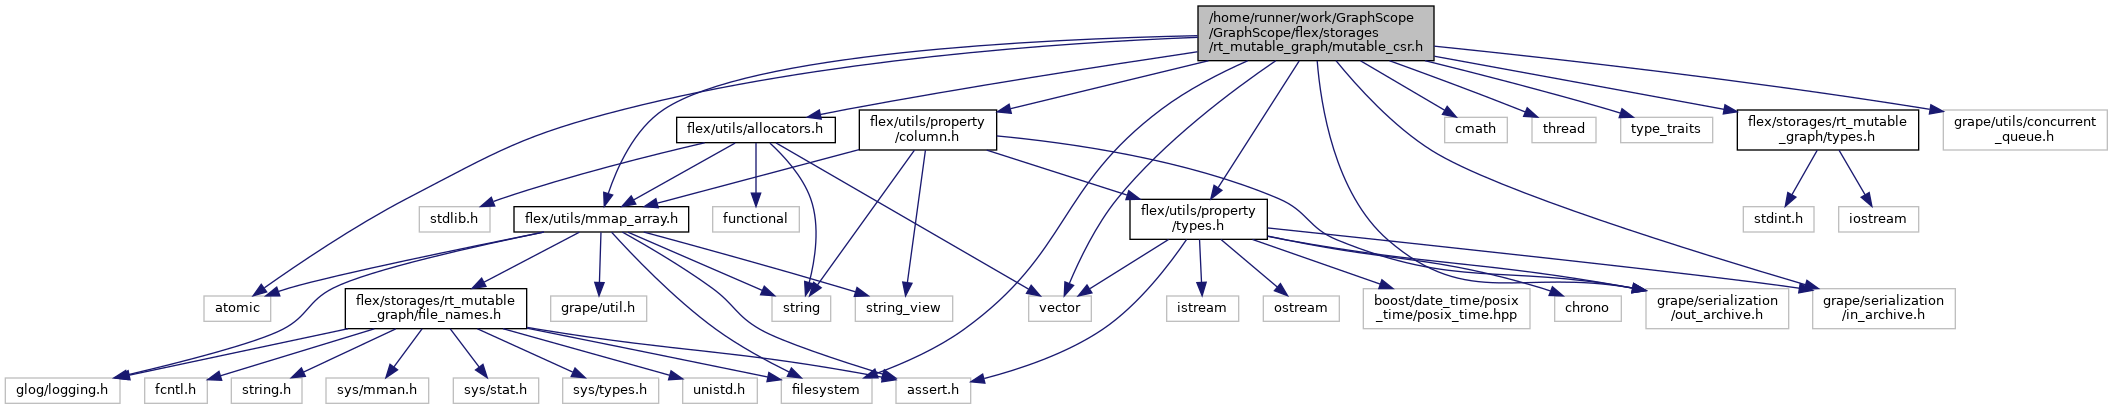 /home/runner/work/GraphScope
/GraphScope/flex/storages
/rt_mutable_graph/mutable_csr.h
flex/utils/allocators.h
flex/utils/property
/column.h
cmath
thread
type_traits
flex/storages/rt_mutable
_graph/types.h
grape/utils/concurrent
_queue.h
stdlib.h
flex/utils/mmap_array.h
functional
flex/utils/property
/types.h
stdint.h
iostream
atomic
flex/storages/rt_mutable
_graph/file_names.h
grape/util.h
string
string_view
vector
istream
ostream
boost/date_time/posix
_time/posix_time.hpp
chrono
grape/serialization
/out_archive.h
grape/serialization
/in_archive.h
glog/logging.h
fcntl.h
string.h
sys/mman.h
sys/stat.h
sys/types.h
unistd.h
filesystem
assert.h